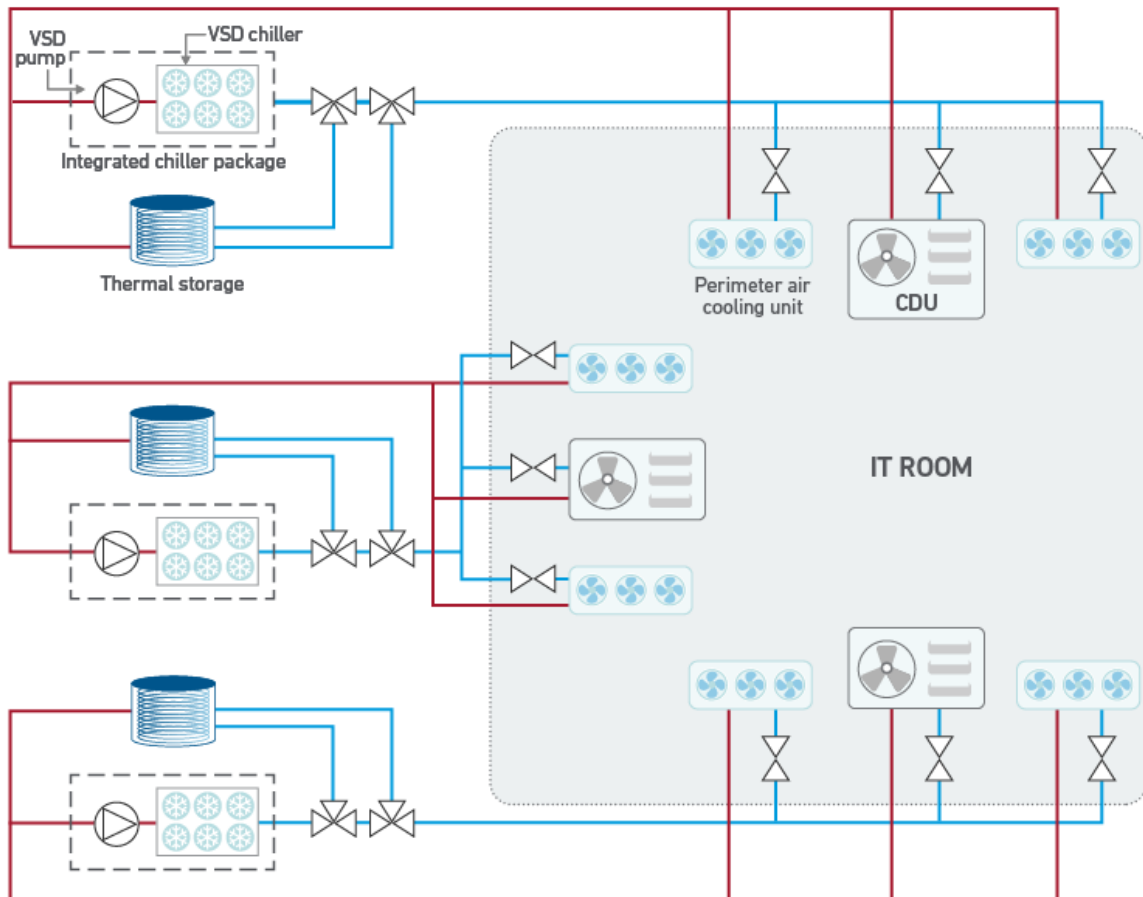 VSD
pump
VSD chiller
Integrated chiller package
Thermal storage
Perimeter air
cooling unit
CDU
IT ROOM